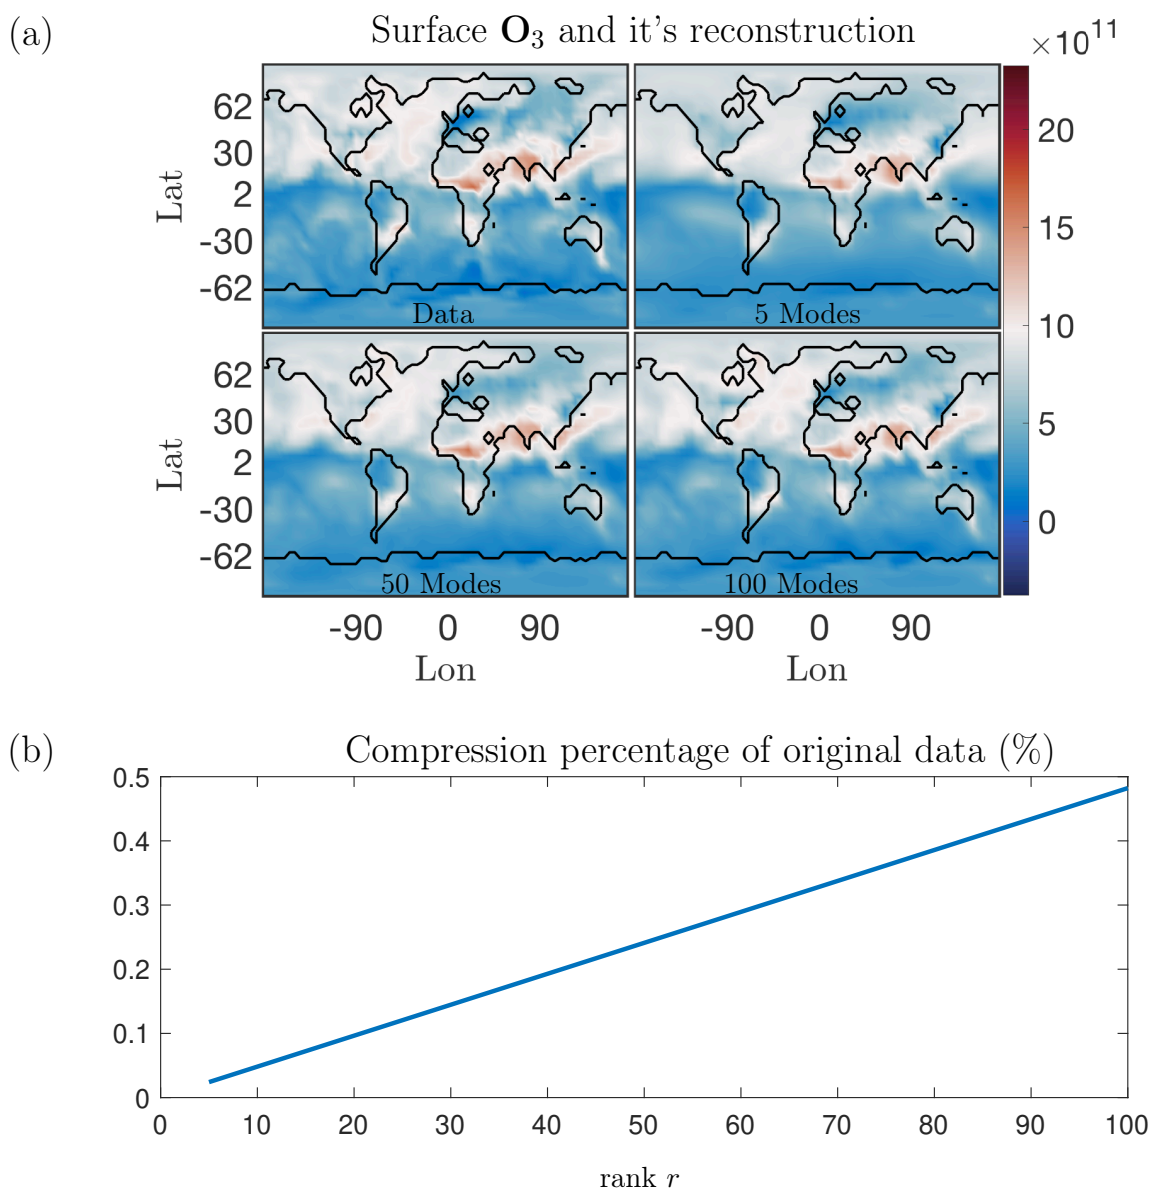 (a)
Surface O₃ and it's reconstruction
×10¹¹
62
30
2
-30
-62
Lat
Data
5 Modes
20
15
10
5
0
62
30
2
-30
-62
Lat
50 Modes
100 Modes
-90 0 90
-90 0 90
Lon
Lon
(b)
Compression percentage of original data (%)
0.5
0.4
0.3
0.2
0.1
0
0 10 20 30 40 50 60 70 80 90 100
rank r